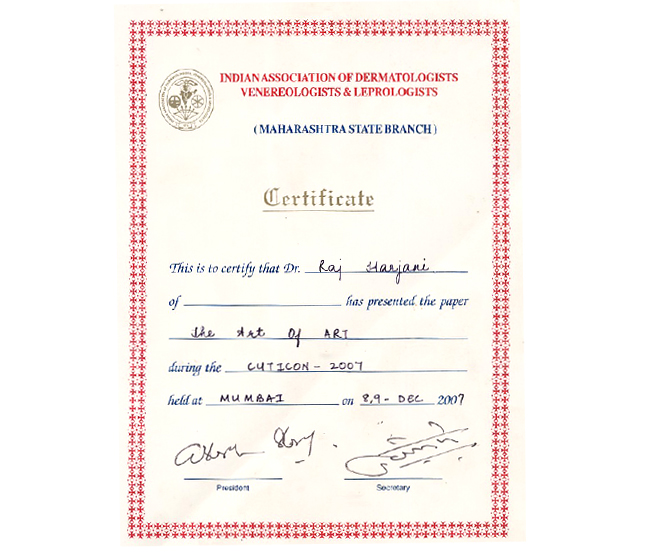 INDIAN ASSOCIATION OF DERMATOLOGISTS
VENEREOLOGISTS & LEPROLOGISTS
(MAHARASHTRA STATE BRANCH)
Certificate
This is to certify that Dr. Raj Harjani
of has presented the paper
The Art Of ART
during the CUTICON - 2007
held at MUMBAI on 8,9 - DEC 2007
President Secretary